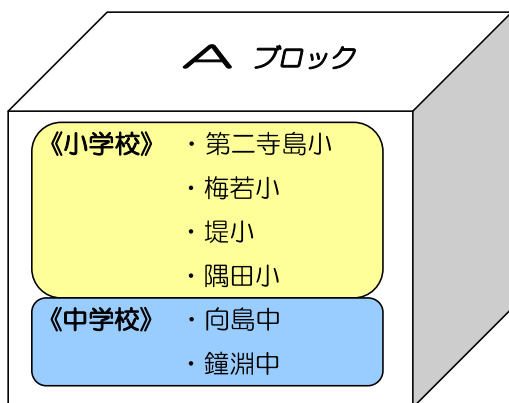 A ブロック
《小学校》 ・第二寺島小
・梅若小
・堤小
・隅田小
《中学校》 ・向島中
・鐘淵中